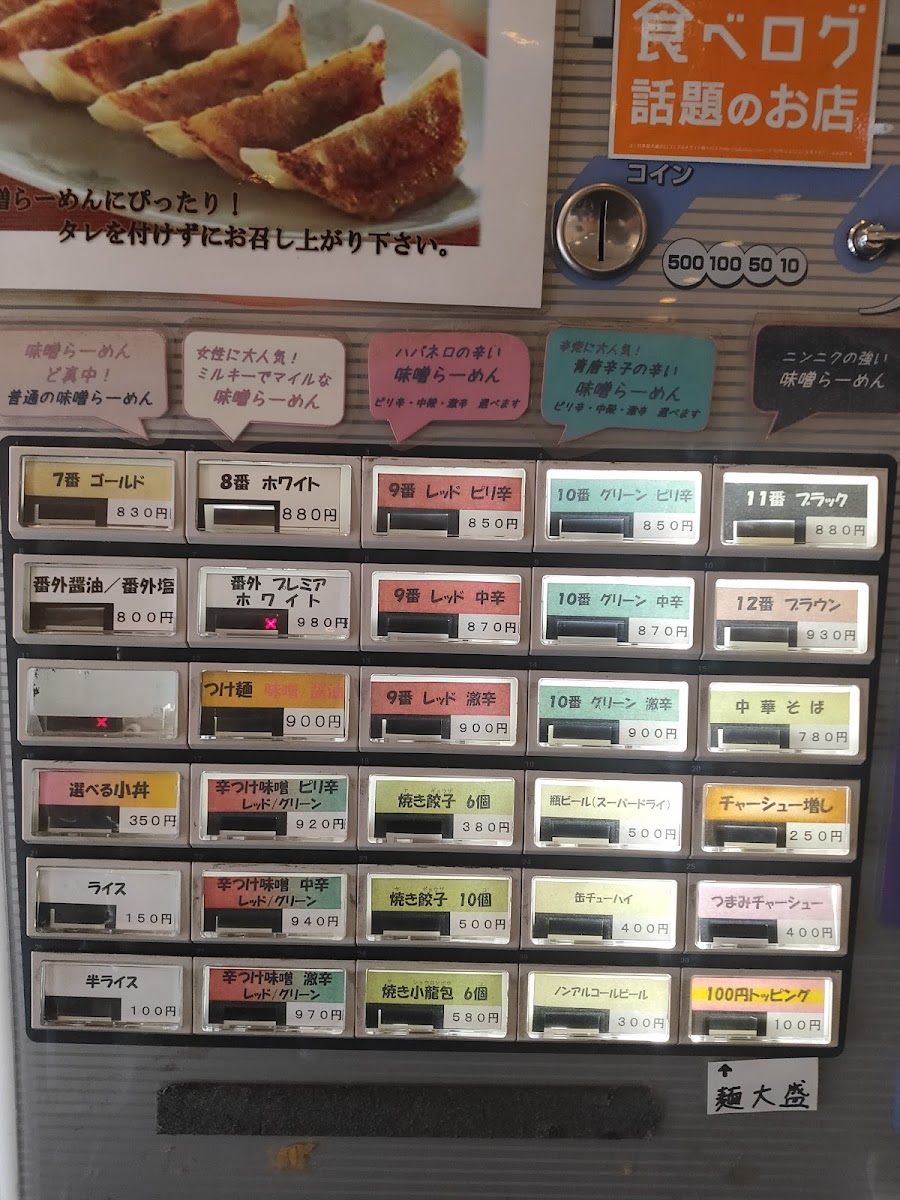 食べログ
話題のお店
らーめんにぴったり！
タレを付けずにお召し上がり下さい。
コイン
500 100 50 10
味噌らーめん
ど真中！
普通の味噌らーめん
女性に大人気！
ミルキーでマイルな
味噌らーめん
ハバネロの辛い
味噌らーめん
ピリ辛・中辛・激辛 選べます
辛党に大人気！
青唐辛子の辛い
味噌らーめん
ピリ辛・中辛・激辛 選べます
ニンニクの強い
味噌らーめん
7番 ゴールド
830円
8番 ホワイト
880円
9番 レッド ピリ辛
850円
10番 グリーン ピリ辛
850円
11番 ブラック
880円
番外醤油／番外塩
800円
番外 プレミア
ホワイト
× 980円
9番 レッド 中辛
870円
10番 グリーン 中辛
870円
12番 ブラウン
930円
×
つけ麺 味噌/醤油
900円
9番 レッド 激辛
900円
10番 グリーン 激辛
900円
中華そば
780円
選べる小丼
350円
辛つけ味噌 ピリ辛
レッド/グリーン
920円
焼き餃子 6個
380円
瓶ビール(スーパードライ)
500円
チャーシュー増し
250円
ライス
150円
辛つけ味噌 中辛
レッド/グリーン
940円
焼き餃子 10個
500円
缶チューハイ
400円
つまみチャーシュー
400円
半ライス
100円
辛つけ味噌 激辛
レッド/グリーン
970円
焼き小龍包 6個
580円
ノンアルコールビール
300円
100円トッピング
100円
↑
麺大盛